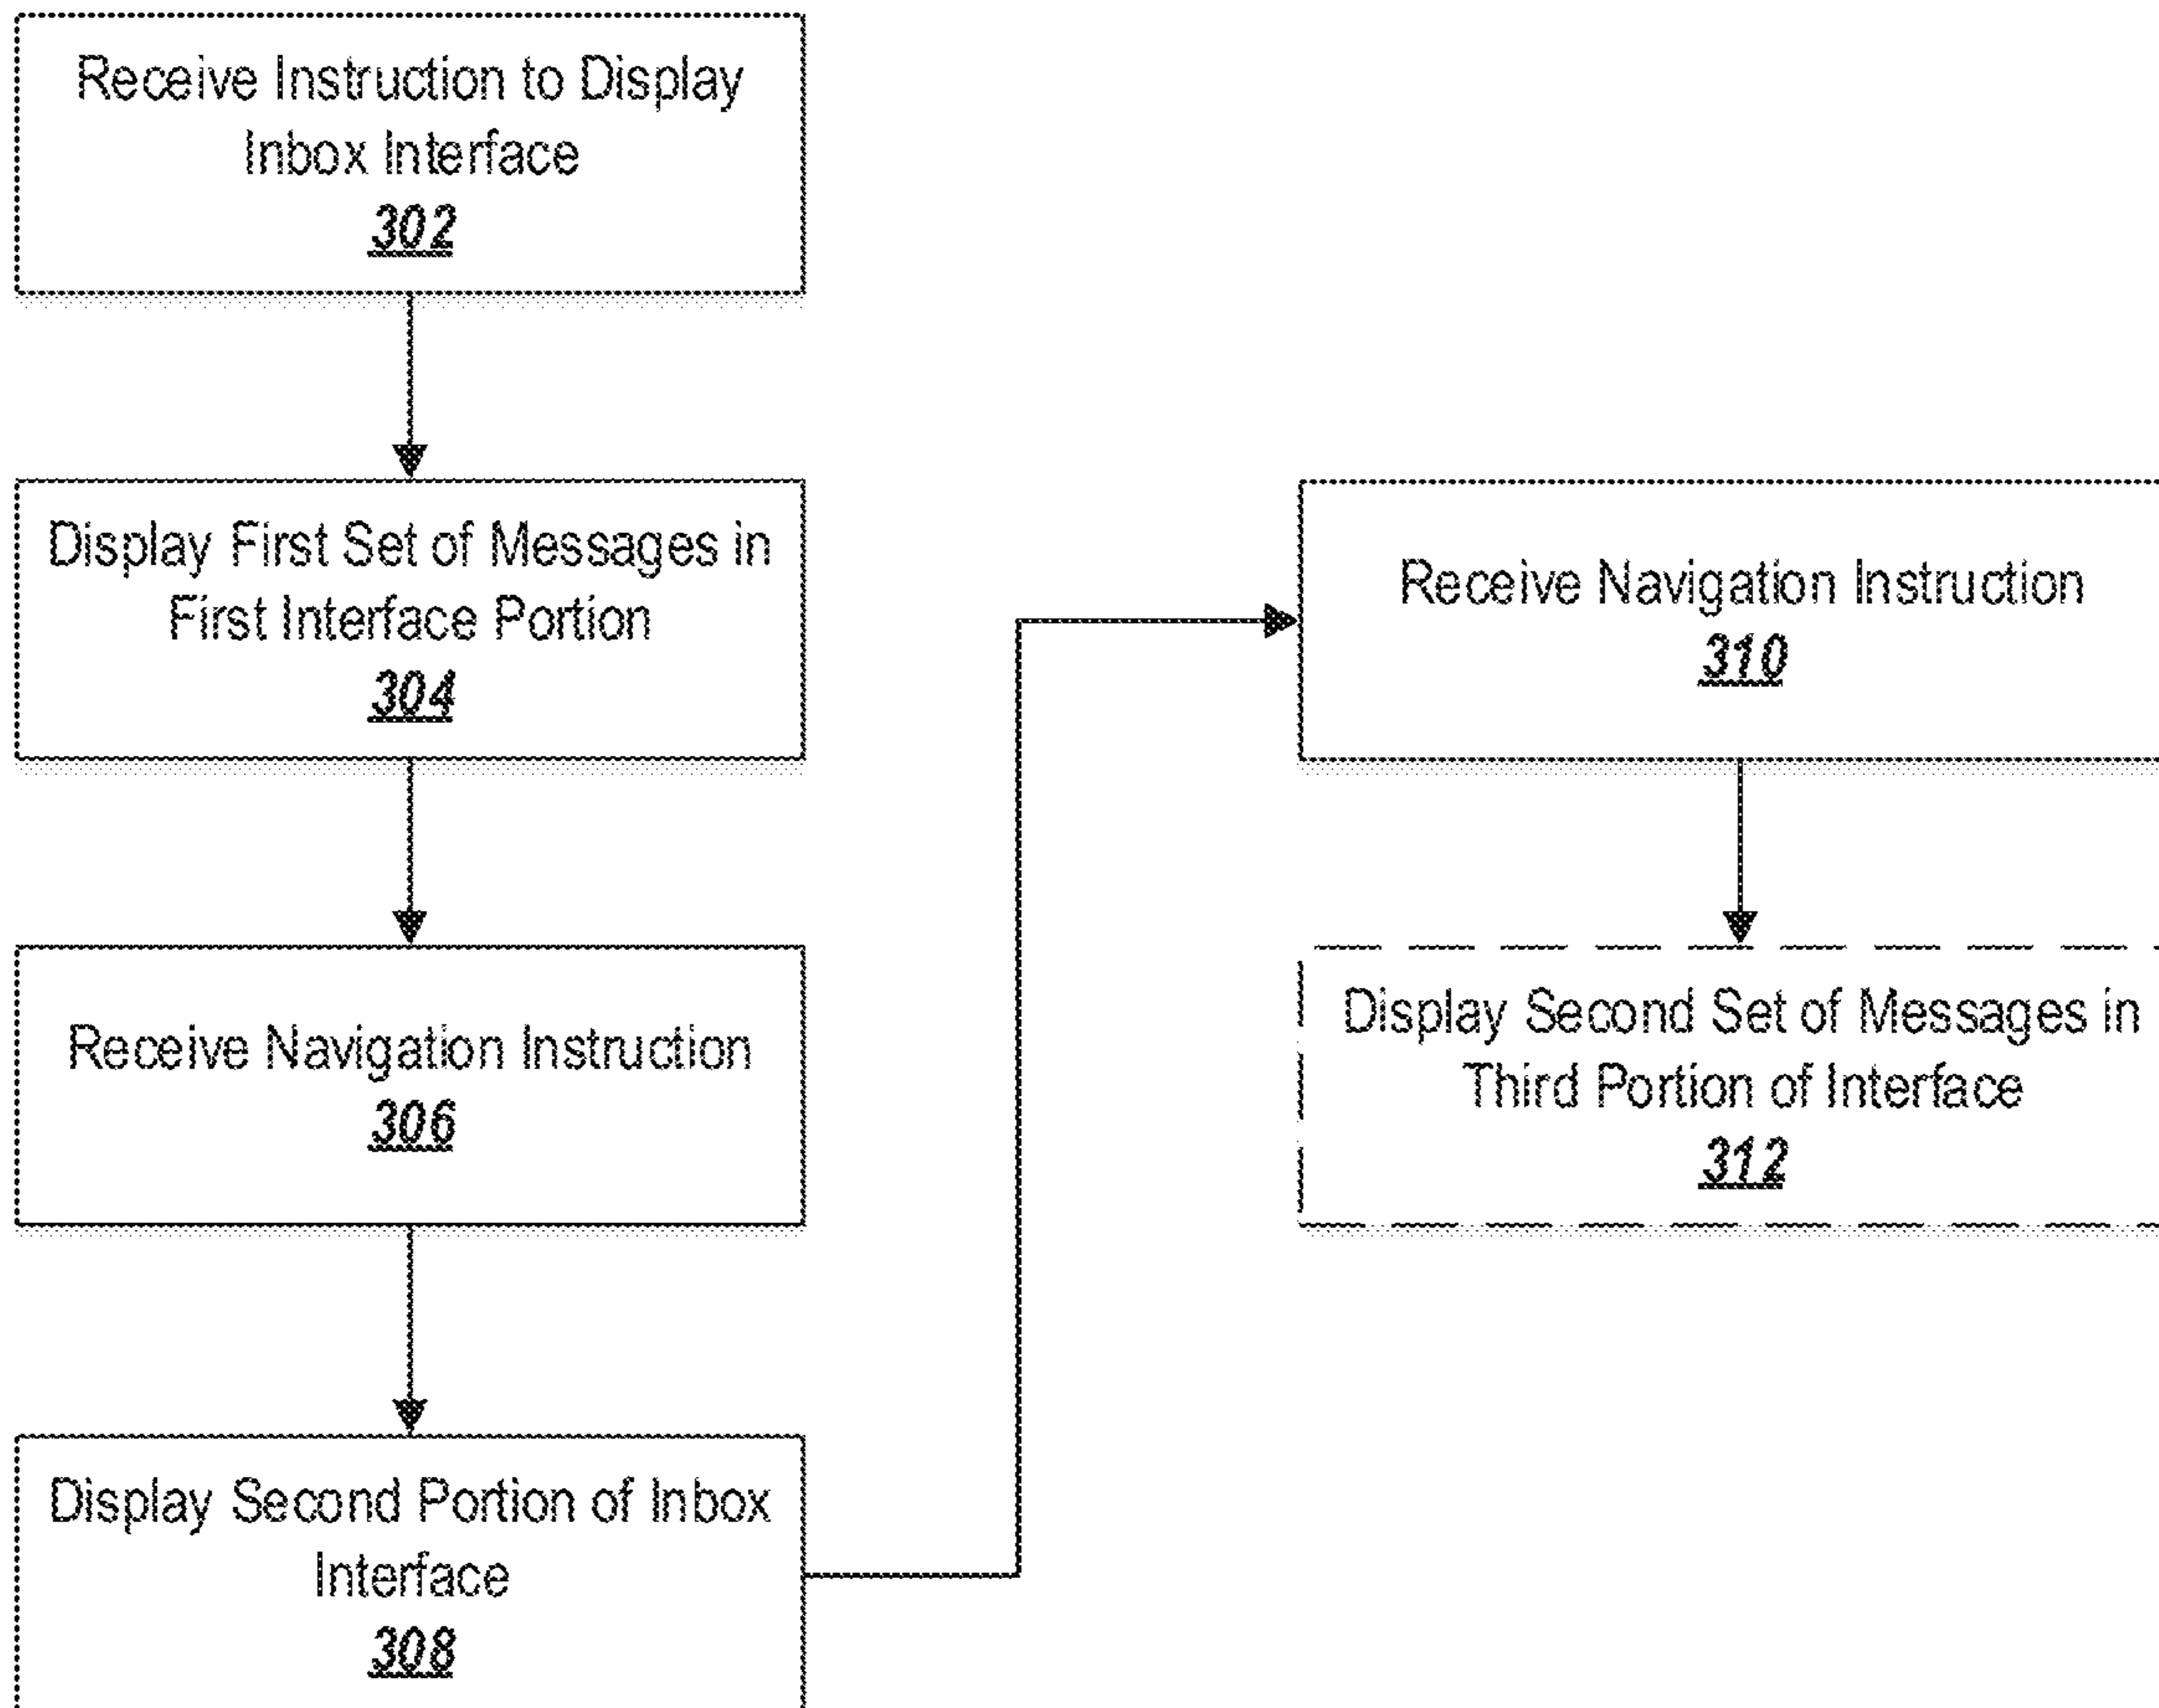 Receive Instruction to Display
Inbox Interface
302
Display First Set of Messages in
First Interface Portion
304
Receive Navigation Instruction
306
Display Second Portion of Inbox
Interface
308
Receive Navigation Instruction
310
Display Second Set of Messages in
Third Portion of Interface
312